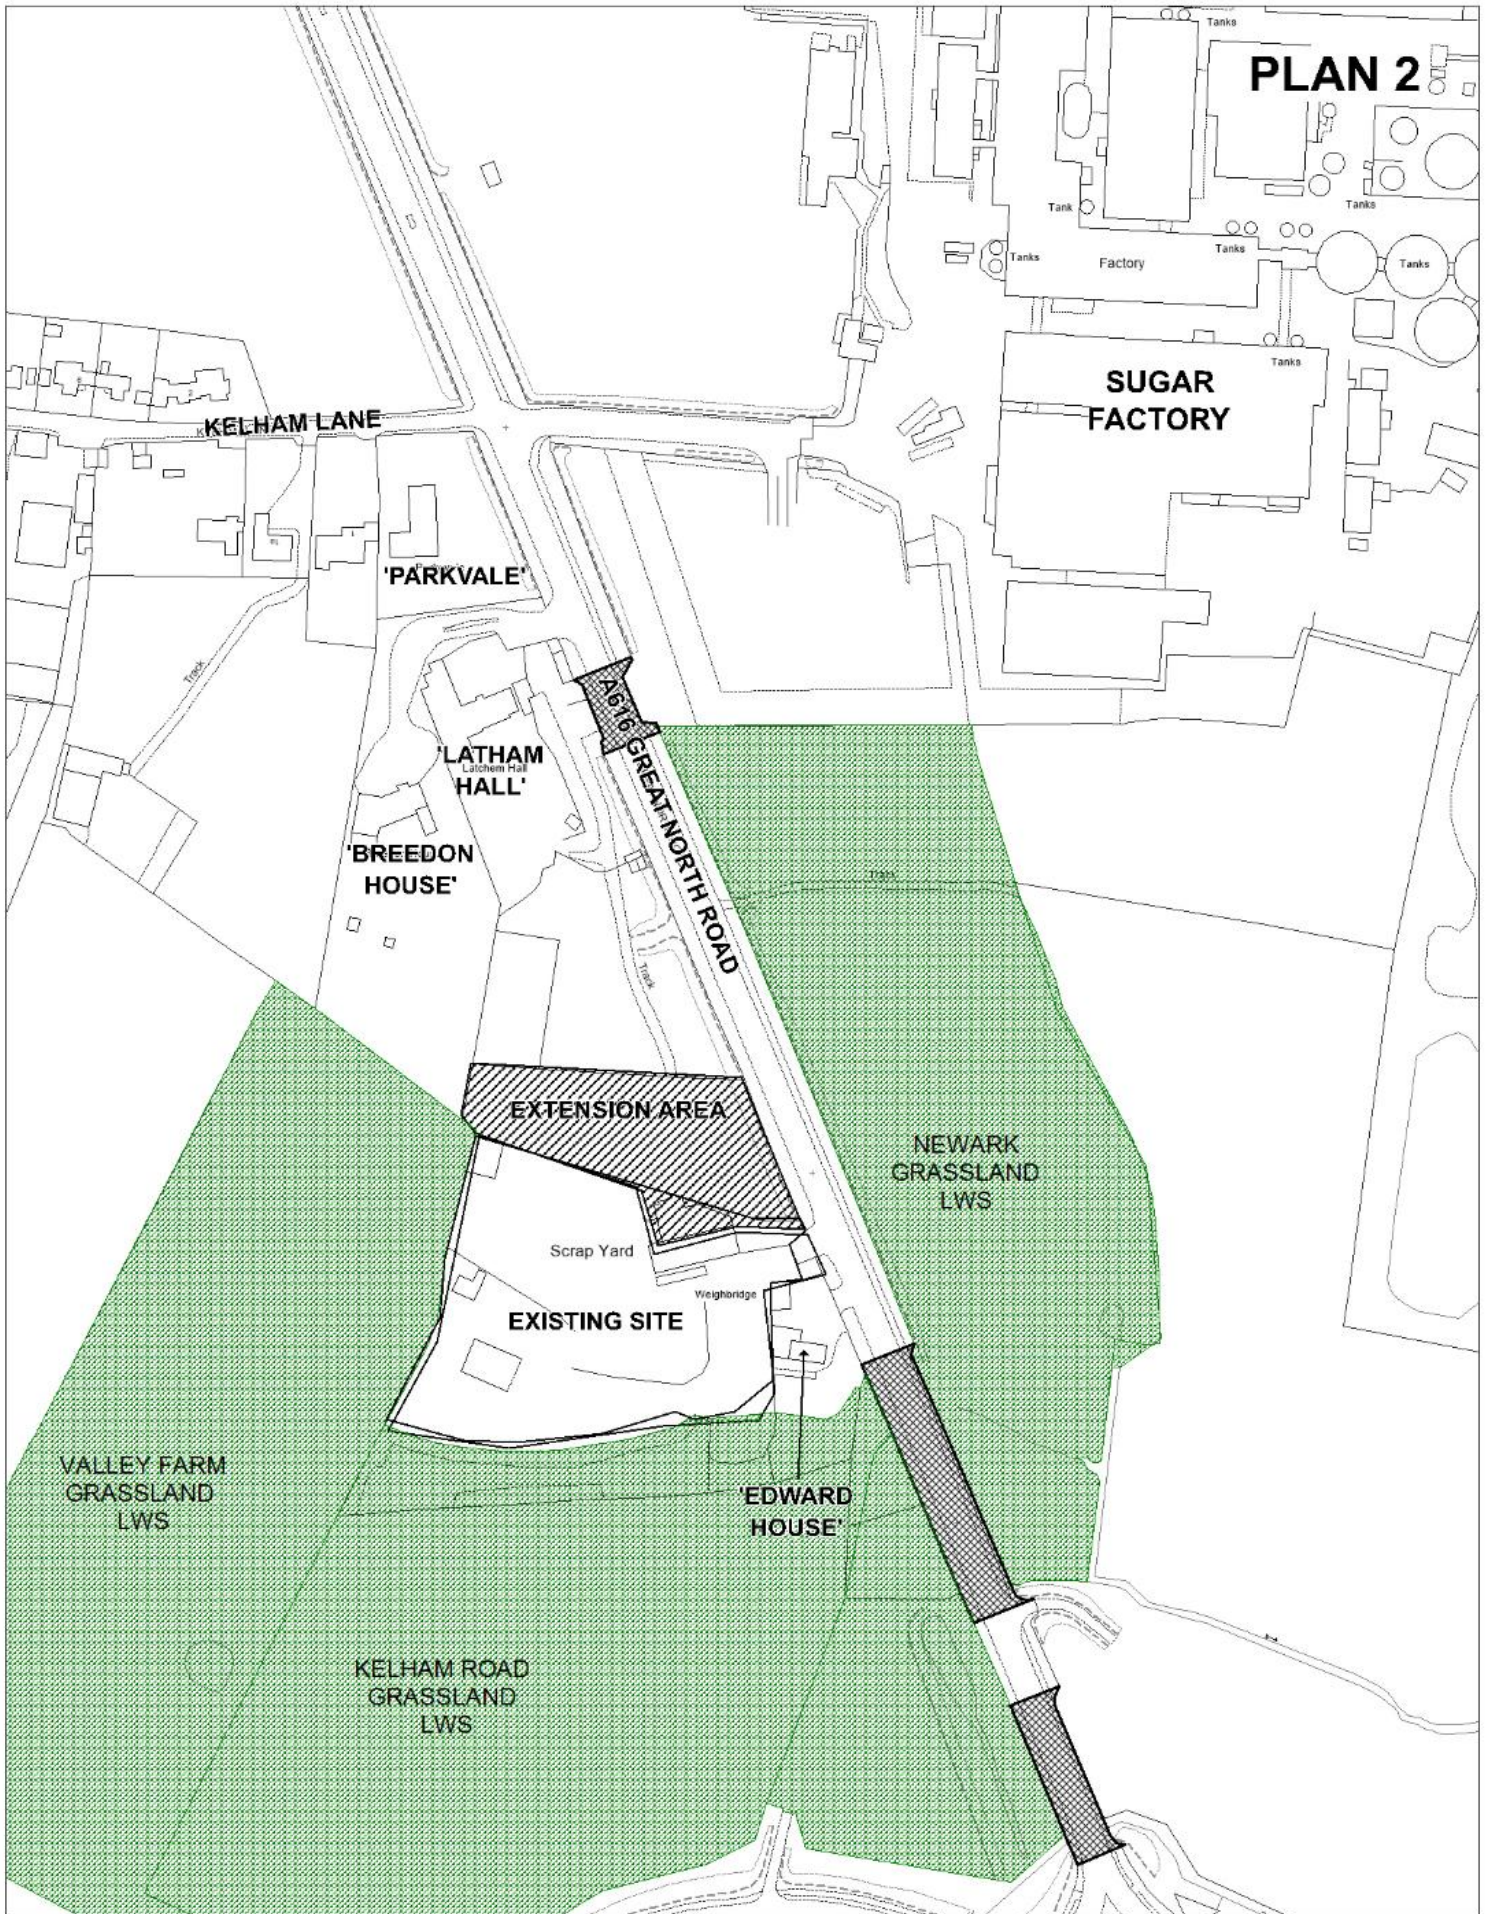 Tanks
PLAN 2
Tank
Tanks
Tanks
Tanks
Factory
Tanks
Tanks
SUGAR
FACTORY
KELHAM LANE
'PARKVALE'
Track
A616 GREAT NORTH ROAD
'LATHAM
Latchem Hall
HALL'
'BREEDON
HOUSE'
Track
Track
EXTENSION AREA
NEWARK
GRASSLAND
LWS
Scrap Yard
Weighbridge
EXISTING SITE
VALLEY FARM
GRASSLAND
LWS
'EDWARD
HOUSE'
KELHAM ROAD
GRASSLAND
LWS